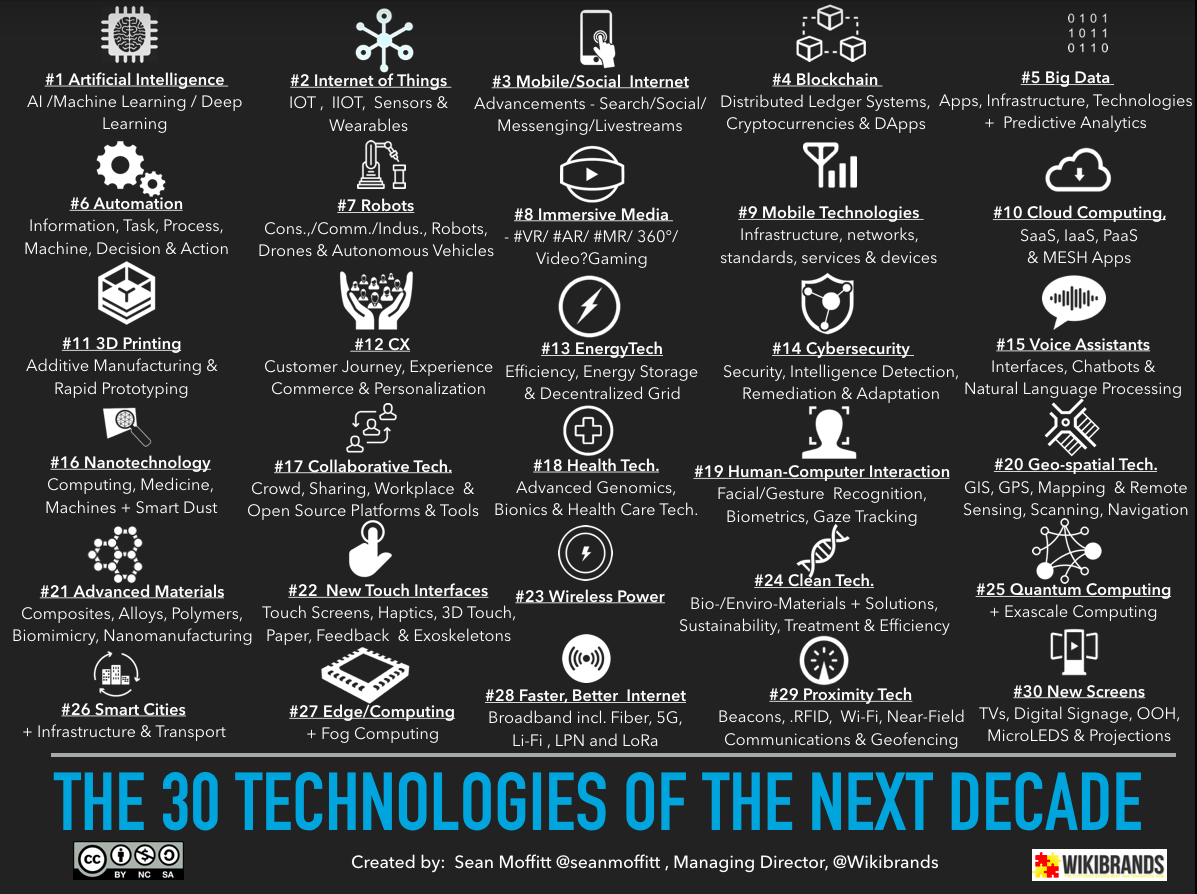 0101
1011
0110
#1 Artificial Intelligence
AI /Machine Learning / Deep
Learning
#2 Internet of Things
IOT , IIOT, Sensors &
Wearables
#3 Mobile/Social Internet
Advancements - Search/Social/
Messenging/Livestreams
#4 Blockchain
Distributed Ledger Systems,
Cryptocurrencies & DApps
#5 Big Data
Apps, Infrastructure, Technologies
+ Predictive Analytics
#6 Automation
Information, Task, Process,
Machine, Decision & Action
#7 Robots
Cons./Comm./Indus., Robots,
Drones & Autonomous Vehicles
#8 Immersive Media
- #VR/ #AR/ #MR/ 360°/
Video?Gaming
#9 Mobile Technologies
Infrastructure, networks,
standards, services & devices
#10 Cloud Computing,
SaaS, IaaS, PaaS
& MESH Apps
#11 3D Printing
Additive Manufacturing &
Rapid Prototyping
#12 CX
Customer Journey, Experience
Commerce & Personalization
#13 EnergyTech
Efficiency, Energy Storage
& Decentralized Grid
#14 Cybersecurity
Security, Intelligence Detection,
Remediation & Adaptation
#15 Voice Assistants
Interfaces, Chatbots &
Natural Language Processing
#16 Nanotechnology
Computing, Medicine,
Machines + Smart Dust
#17 Collaborative Tech.
Crowd, Sharing, Workplace &
Open Source Platforms & Tools
#18 Health Tech.
Advanced Genomics,
Bionics & Health Care Tech.
#19 Human-Computer Interaction
Facial/Gesture Recognition,
Biometrics, Gaze Tracking
#20 Geo-spatial Tech.
GIS, GPS, Mapping & Remote
Sensing, Scanning, Navigation
#21 Advanced Materials
Composites, Alloys, Polymers,
Biomimicry, Nanomanufacturing
#22 New Touch Interfaces
Touch Screens, Haptics, 3D Touch,
Paper, Feedback & Exoskeletons
#23 Wireless Power
#24 Clean Tech.
Bio-/Enviro-Materials + Solutions,
Sustainability, Treatment & Efficiency
#25 Quantum Computing
+ Exascale Computing
#26 Smart Cities
+ Infrastructure & Transport
#27 Edge/Computing
+ Fog Computing
#28 Faster, Better Internet
Broadband incl. Fiber, 5G,
Li-Fi , LPN and LoRa
#29 Proximity Tech
Beacons, .RFID, Wi-Fi, Near-Field
Communications & Geofencing
#30 New Screens
TVs, Digital Signage, OOH,
MicroLEDS & Projections
THE 30 TECHNOLOGIES OF THE NEXT DECADE
cc
BY NC SA
Created by: Sean Moffitt @seanmoffitt , Managing Director, @Wikibrands
WIKIBRANDS